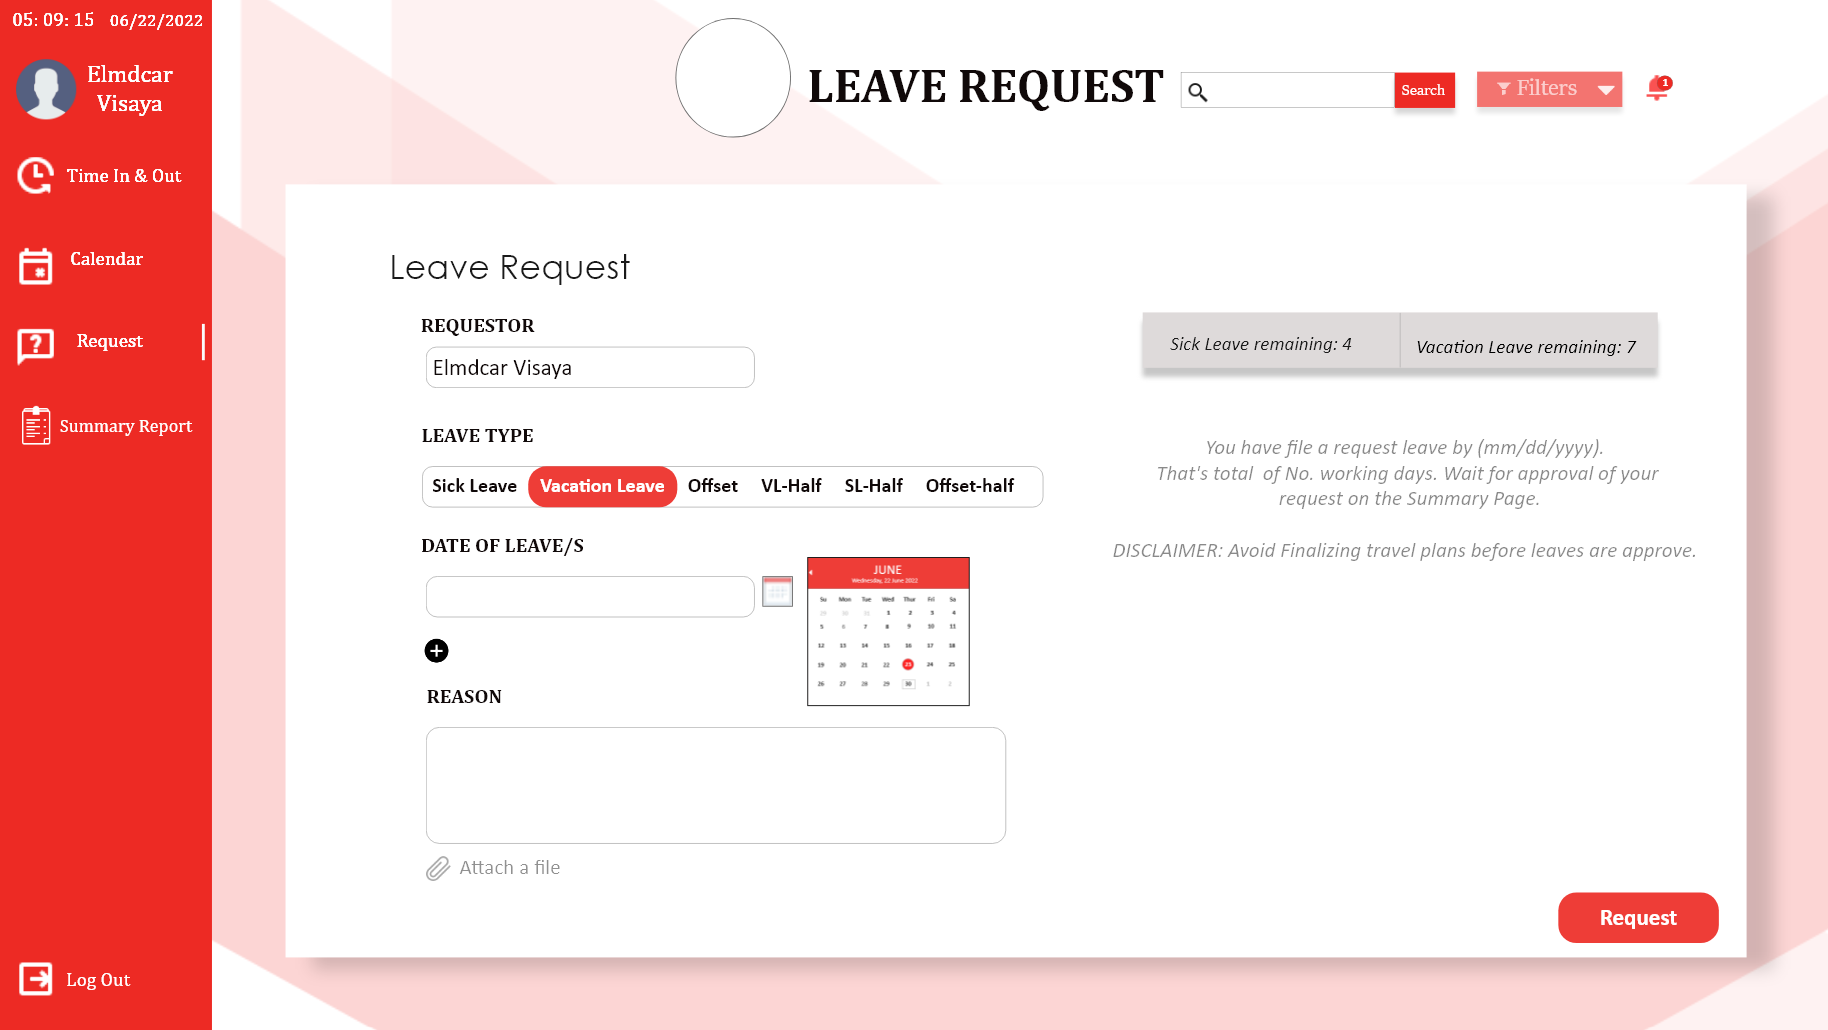 05: 09: 15 06/22/2022
Elmdcar
Visaya
Time In & Out
Calendar
Request
Summary Report
Log Out
LEAVE REQUEST
Search
Filters
1
Leave Request
REQUESTOR
Elmdcar Visaya
LEAVE TYPE
Sick Leave Vacation Leave Offset VL-Half SL-Half Offset-half
DATE OF LEAVE/S
JUNE
Wednesday, 22 June 2022
Su Mon Tue Wed Thur Fri Sa
29 30 31 1 2 3 4
5 6 7 8 9 10 11
12 13 14 15 16 17 18
19 20 21 22 23 24 25
26 27 28 29 30 1 2
REASON
Attach a file
Sick Leave remaining: 4
Vacation Leave remaining: 7
You have file a request leave by (mm/dd/yyyy).
That's total of No. working days. Wait for approval of your
request on the Summary Page.
DISCLAIMER: Avoid Finalizing travel plans before leaves are approve.
Request